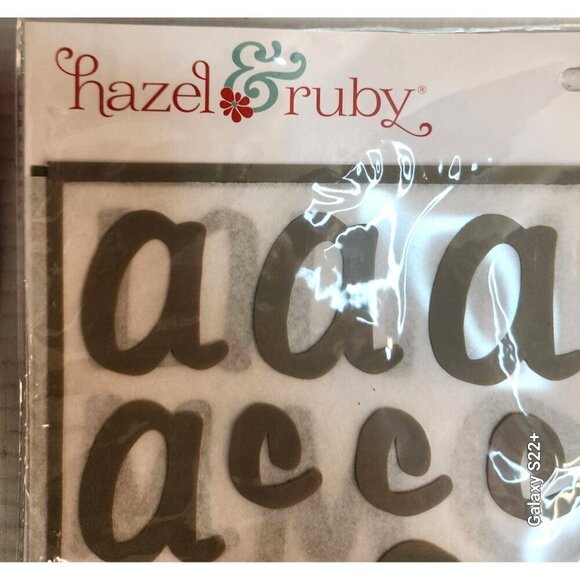 hazel & ruby®
a a a
a c c o
Galaxy S22+